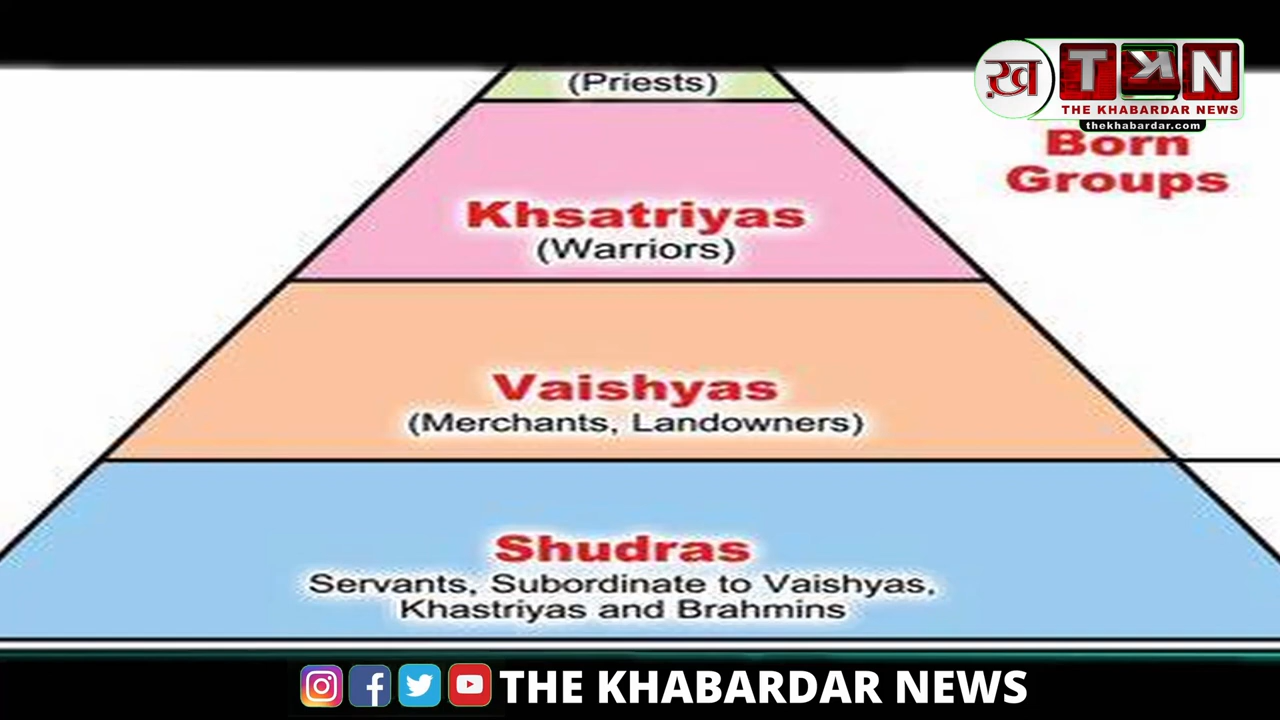 (Priests)
ख़ TKN
THE KHABARDAR NEWS
thekhabardar.com
Born
Groups
Khsatriyas
(Warriors)
Vaishyas
(Merchants, Landowners)
Shudras
Servants, Subordinate to Vaishyas,
Khastriyas and Brahmins
THE KHABARDAR NEWS